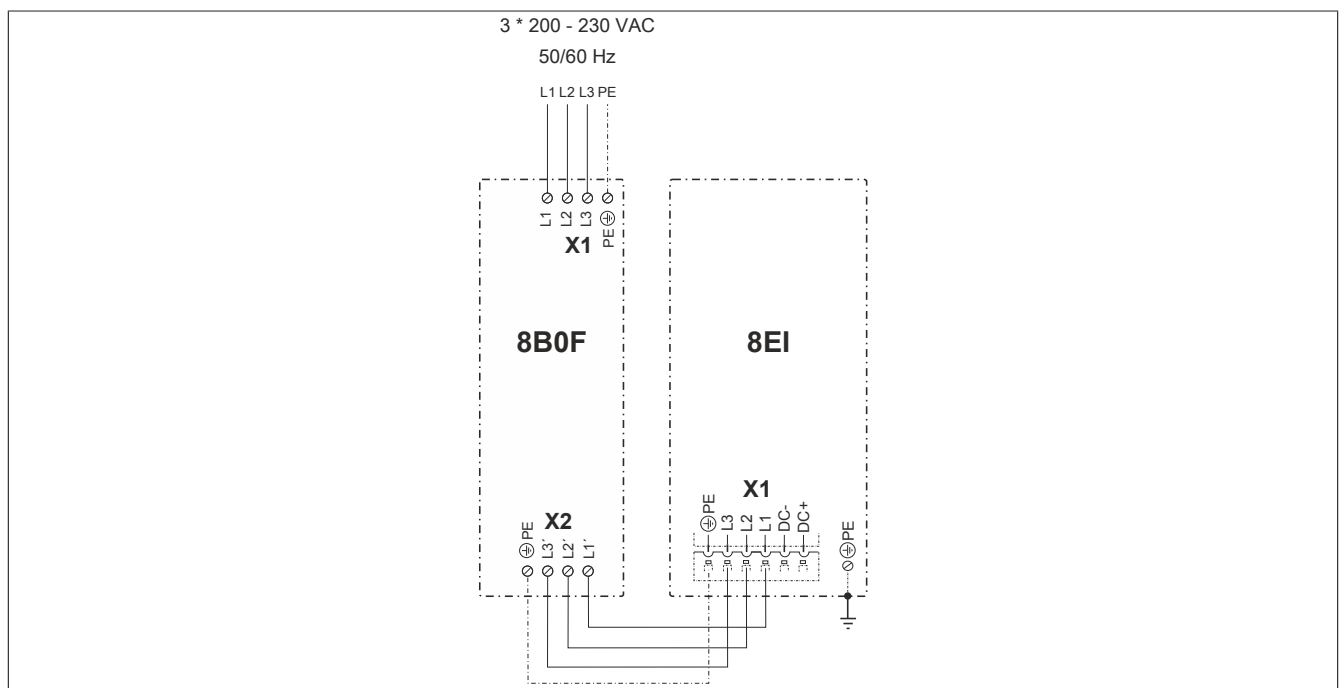 3 * 200 - 230 VAC
50/60 Hz
L1 L2 L3 PE
L1
L2
L3
PE
X1
8B0F
8EI
X2
PE
L3´
L2´
L1´
X1
PE
L3
L2
L1
DC-
DC+
PE